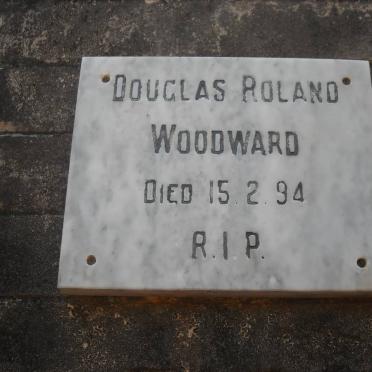 DOUGLAS ROLAND
WOODWARD
DIED 15.2.94
R.I.P.